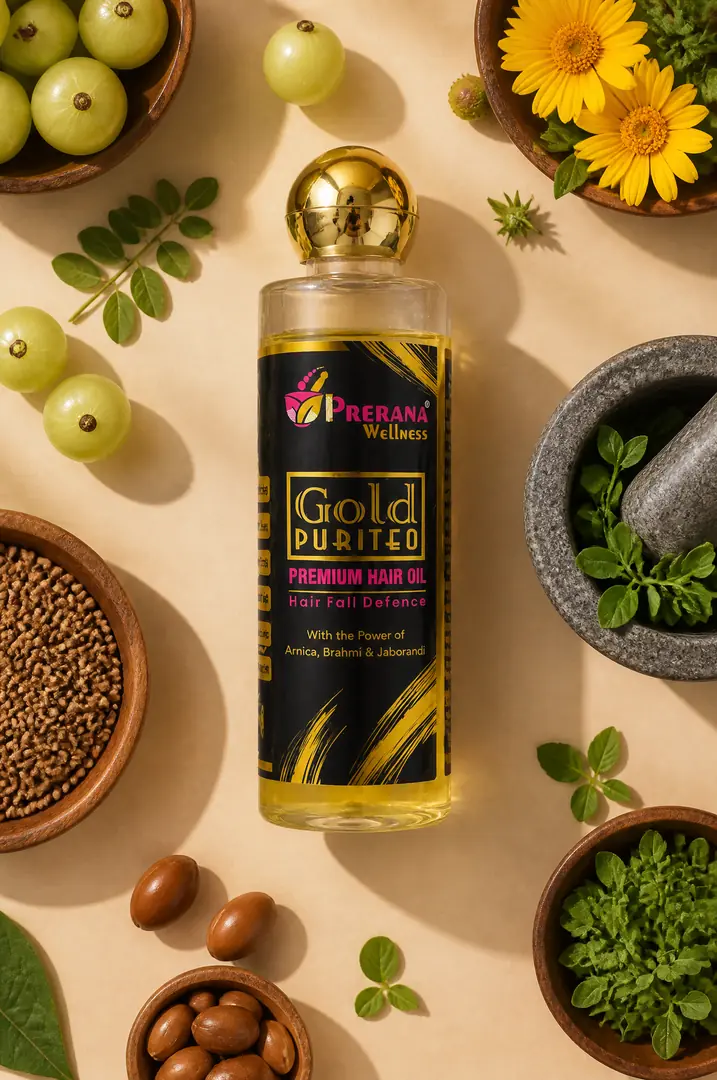 PRERANA®
Wellness
Gold
PURITEO
PREMIUM HAIR OIL
Hair Fall Defence
With the Power of
Arnica, Brahmi & Jaborandi